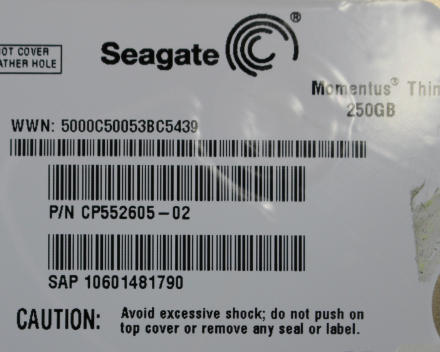 Seagate®
OT COVER
ATHER HOLE
Momentus® Thin
250GB
WWN: 5000C50053BC5439
P/N CP552605-02
SAP 10601481790
CAUTION: Avoid excessive shock; do not push on
top cover or remove any seal or label.